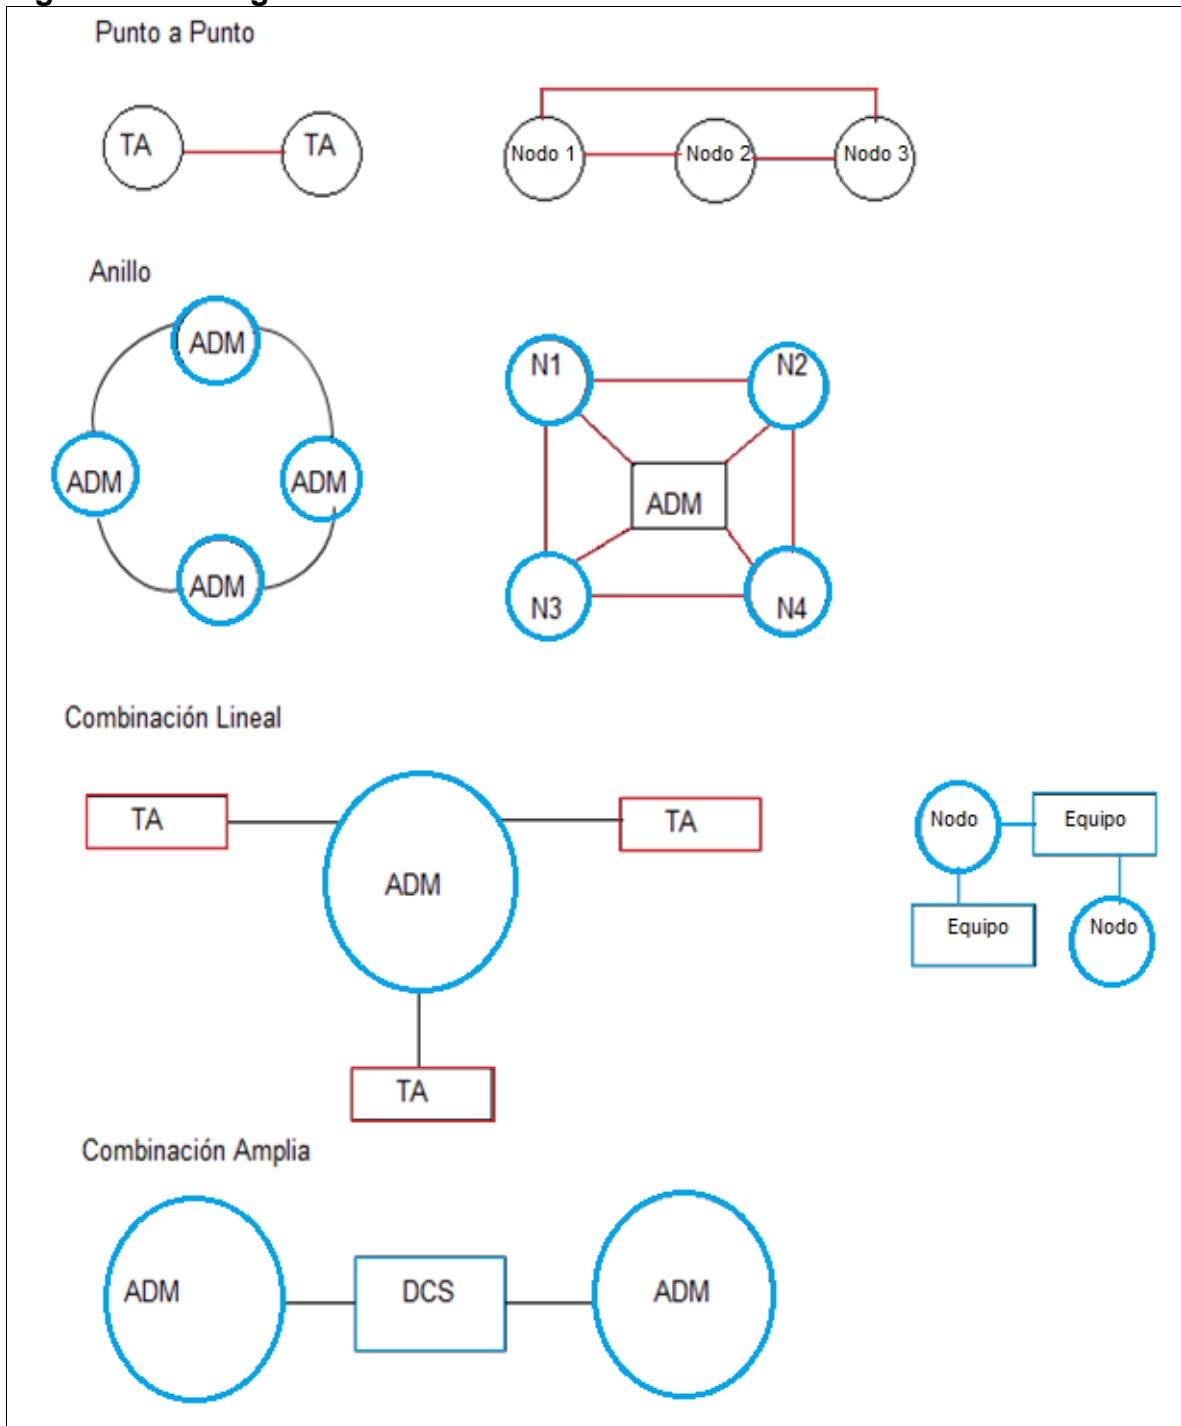 Punto a Punto
TA
TA
Nodo 1
Nodo 2
Nodo 3
Anillo
ADM
ADM
ADM
ADM
N1
N2
ADM
N3
N4
Combinación Lineal
TA
TA
ADM
TA
Nodo
Equipo
Equipo
Nodo
Combinación Amplia
ADM
DCS
ADM